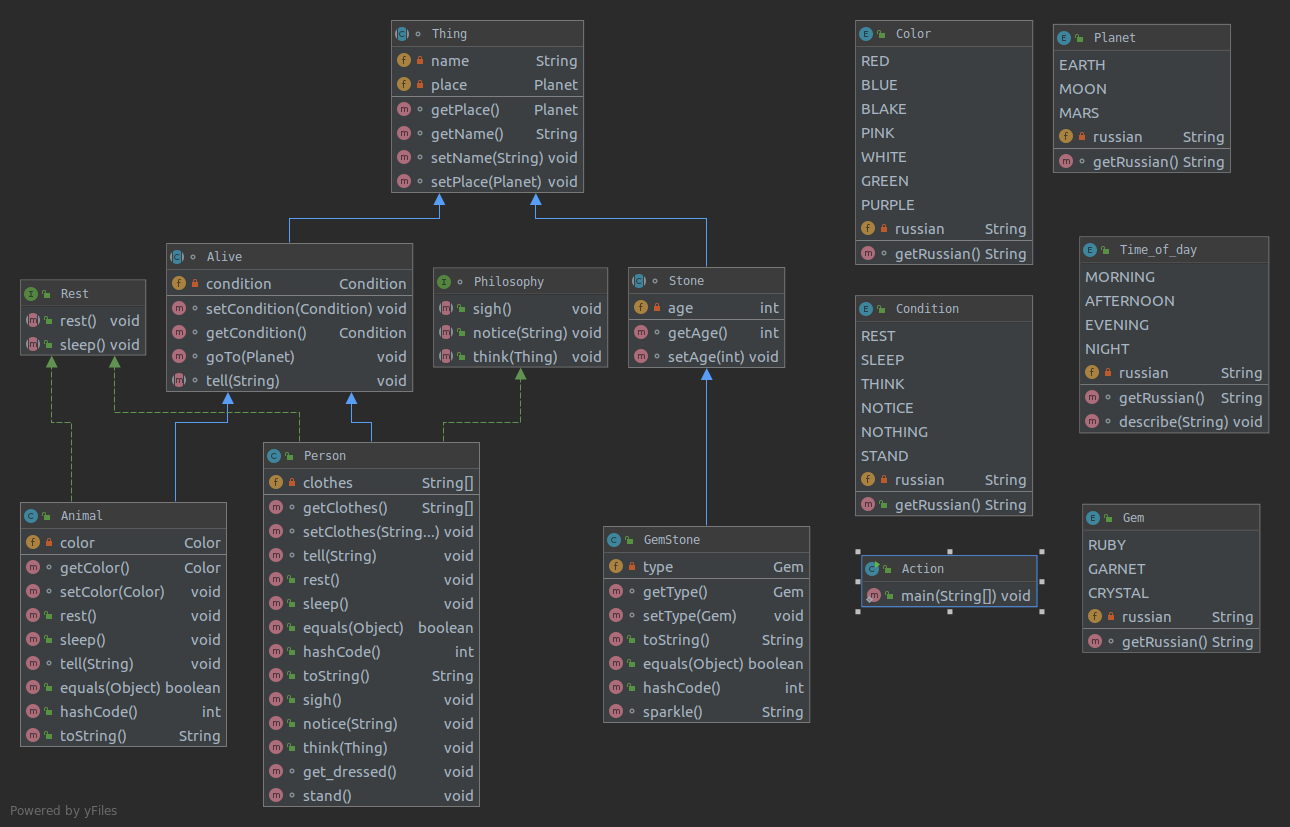 Thing
name String
place Planet
getPlace() Planet
getName() String
setName(String) void
setPlace(Planet) void
Color
RED
BLUE
BLAKE
PINK
WHITE
GREEN
PURPLE
russian String
getRussian() String
Planet
EARTH
MOON
MARS
russian String
getRussian() String
Rest
rest() void
sleep() void
Alive
condition Condition
setCondition(Condition) void
getCondition() Condition
goTo(Planet) void
tell(String) void
Philosophy
sigh() void
notice(String) void
think(Thing) void
Stone
age int
getAge() int
setAge(int) void
Condition
REST
SLEEP
THINK
NOTICE
NOTHING
STAND
russian String
getRussian() String
Time_of_day
MORNING
AFTERNOON
EVENING
NIGHT
russian String
getRussian() String
describe(String) void
Animal
color Color
getColor() Color
setColor(Color) void
rest() void
sleep() void
tell(String) void
equals(Object) boolean
hashCode() int
toString() String
Person
clothes String[]
getClothes() String[]
setClothes(String...) void
tell(String) void
rest() void
sleep() void
equals(Object) boolean
hashCode() int
toString() String
sigh() void
notice(String) void
think(Thing) void
get_dressed() void
stand() void
GemStone
type Gem
getType() Gem
setType(Gem) void
toString() String
equals(Object) boolean
hashCode() int
sparkle() String
Action
main(String[]) void
Gem
RUBY
GARNET
CRYSTAL
russian String
getRussian() String
Powered by yFiles